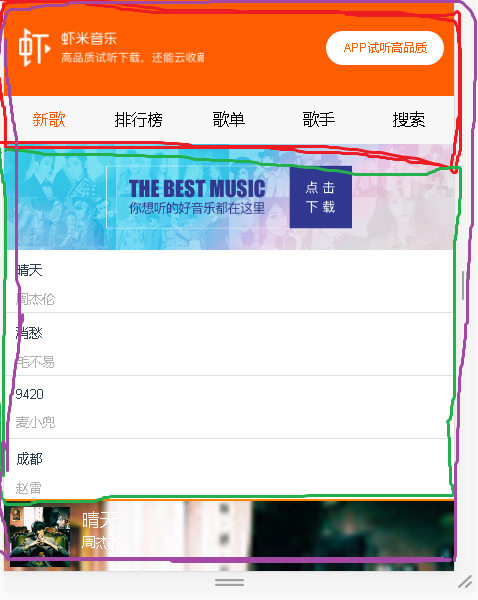 虾 虾米音乐
高品质试听下载，还能云收藏
APP试听高品质
新歌 排行榜 歌单 歌手 搜索
THE BEST MUSIC
你想听的好音乐都在这里
点击
下载
晴天
周杰伦
消愁
毛不易
9420
麦小兜
成都
赵雷
晴天
周杰伦